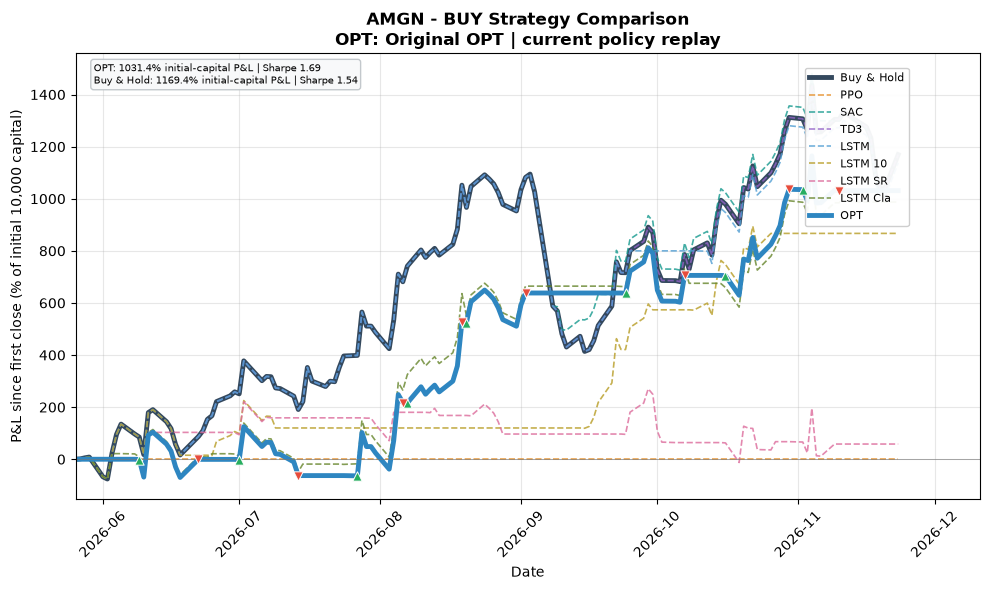 AMGN - BUY Strategy Comparison
OPT: Original OPT | current policy replay
OPT: 1031.4% initial-capital P&L | Sharpe 1.69
Buy & Hold: 1169.4% initial-capital P&L | Sharpe 1.54
Buy & Hold
PPO
SAC
TD3
LSTM
LSTM 10
LSTM SR
LSTM Cla
OPT
P&L since first close (% of initial 10,000 capital)
1400
1200
1000
800
600
400
200
0
2026-06
2026-07
2026-08
2026-09
2026-10
2026-11
2026-12
Date